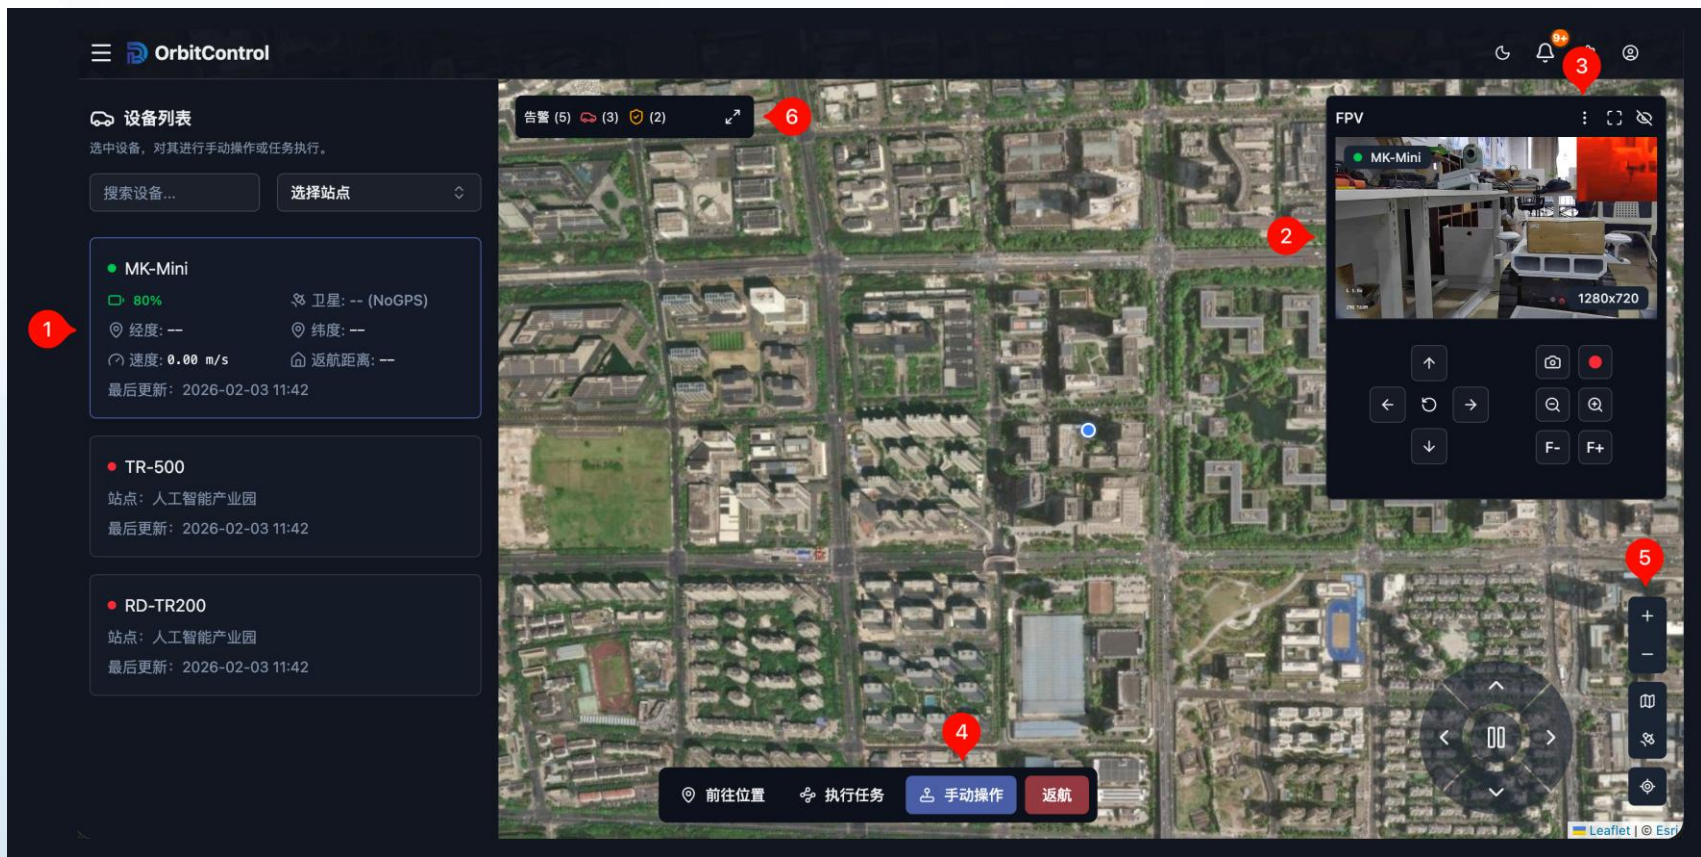 OrbitControl
9+
3
设备列表
选中设备，对其进行手动操作或任务执行。
搜索设备...
选择站点
1
MK-Mini
80%
卫星: -- (NoGPS)
经度: --
纬度: --
速度: 0.00 m/s
返航距离: --
最后更新：2026-02-03 11:42
TR-500
站点：人工智能产业园
最后更新：2026-02-03 11:42
RD-TR200
站点：人工智能产业园
最后更新：2026-02-03 11:42
告警 (5) (3) (2)
6
FPV
2
MK-Mini
1280x720
F-
F+
5
4
前往位置
执行任务
手动操作
返航
Leaflet | © Esri